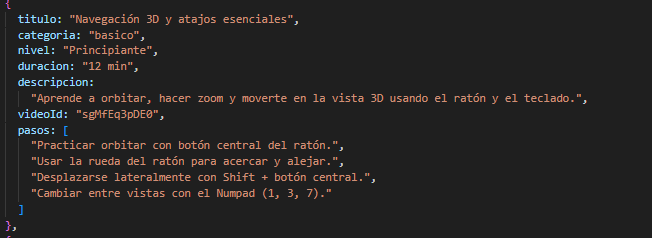 {
titulo: "Navegación 3D y atajos esenciales",
categoria: "basico",
nivel: "Principiante",
duracion: "12 min",
descripcion:
"Aprende a orbitar, hacer zoom y moverte en la vista 3D usando el ratón y el teclado.",
videoId: "sgMfEq3pDE0",
pasos: [
"Practicar orbitar con botón central del ratón.",
"Usar la rueda del ratón para acercar y alejar.",
"Desplazarse lateralmente con Shift + botón central.",
"Cambiar entre vistas con el Numpad (1, 3, 7)."
]
},